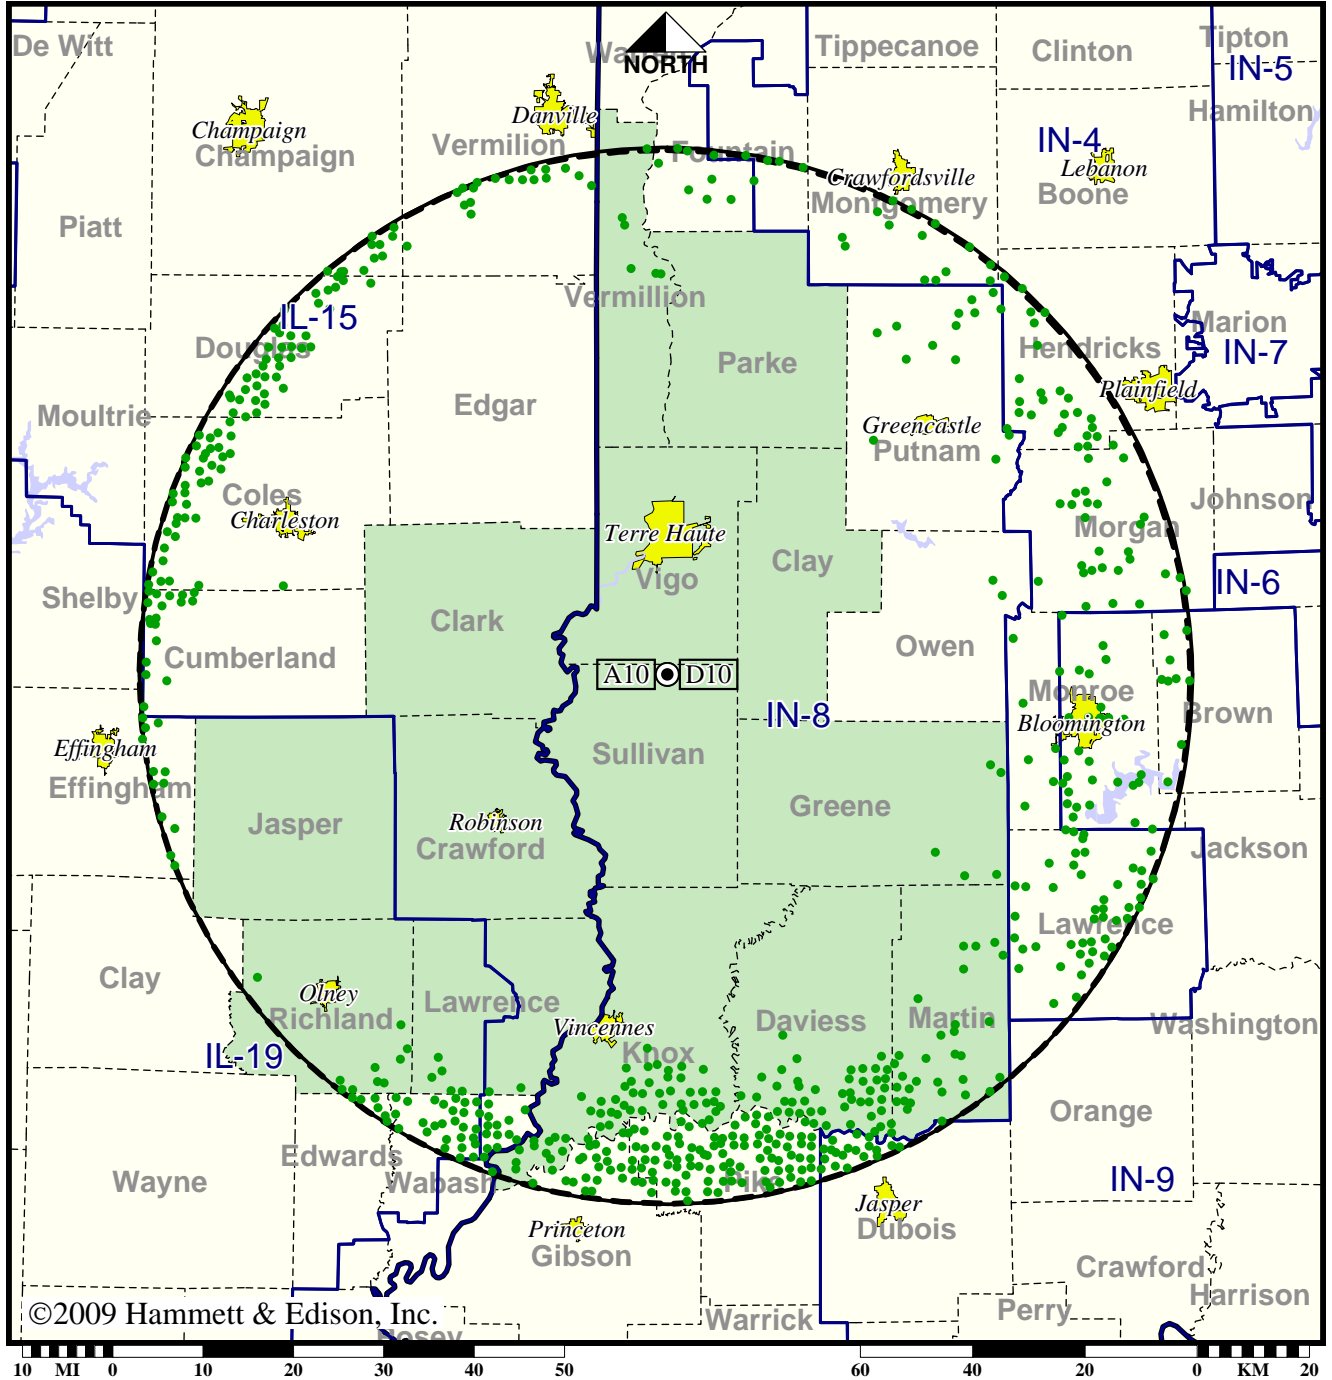 De Witt
Warren
NORTH
Tippecanoe
Clinton
Tipton
IN-5
Hamilton
Champaign
Champaign
Danville
Vermilion
Fountain
Crawfordsville
Montgomery
IN-4
Lebanon
Boone
Piatt
Vermillion
IL-15
Douglas
Parke
Marion
IN-7
Hendricks
Plainfield
Moultrie
Edgar
Greencastle
Putnam
Coles
Charleston
Terre Haute
Vigo
Clay
Johnson
Morgan
IN-6
Shelby
Clark
Cumberland
Owen
A10
D10
Monroe
Bloomington
Brown
IN-8
Effingham
Effingham
Sullivan
Greene
Jasper
Robinson
Crawford
Jackson
Lawrence
Clay
Olney
Richland
Lawrence
Vincennes
Knox
Daviess
Martin
Washington
IL-19
Orange
Edwards
Wabash
Pike
Wayne
IN-9
Jasper
Dubois
Princeton
Gibson
Crawford
Harrison
Perry
Warrick
Posey
©2009 Hammett & Edison, Inc.
10 MI 0 10 20 30 40 50
60 40 20 0 KM 20